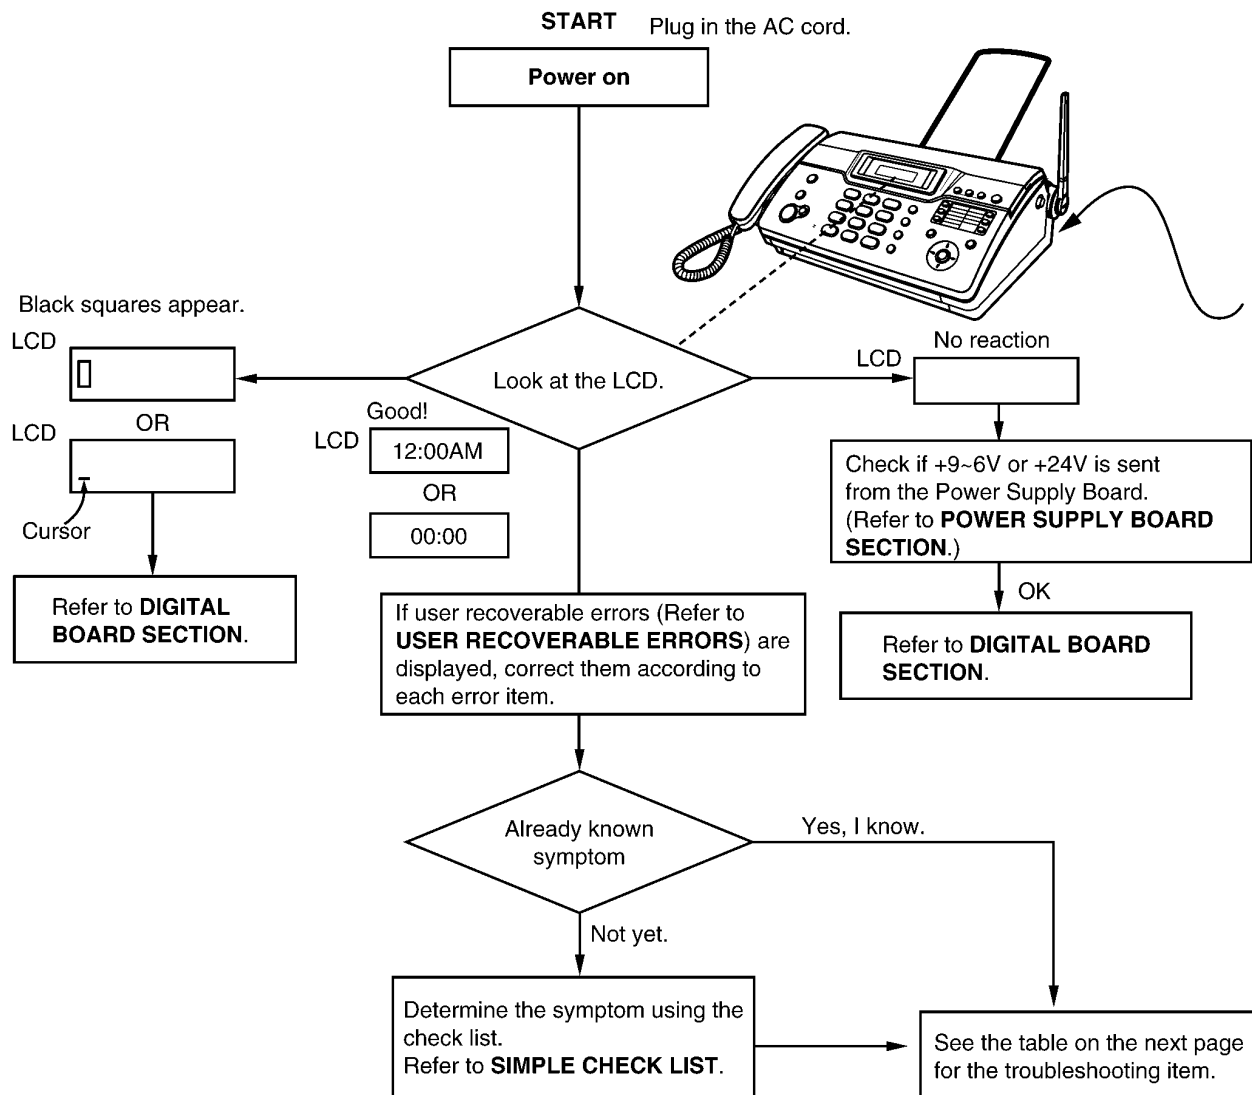 START
Plug in the AC cord.
Power on
Black squares appear.
LCD
OR
LCD
Cursor
Refer to DIGITAL
BOARD SECTION.
Look at the LCD.
Good!
LCD
12:00AM
OR
00:00
No reaction
LCD
Check if +9~6V or +24V is sent
from the Power Supply Board.
(Refer to POWER SUPPLY BOARD
SECTION.)
OK
Refer to DIGITAL BOARD
SECTION.
If user recoverable errors (Refer to
USER RECOVERABLE ERRORS) are
displayed, correct them according to
each error item.
Already known
symptom
Yes, I know.
Not yet.
Determine the symptom using the
check list.
Refer to SIMPLE CHECK LIST.
See the table on the next page
for the troubleshooting item.